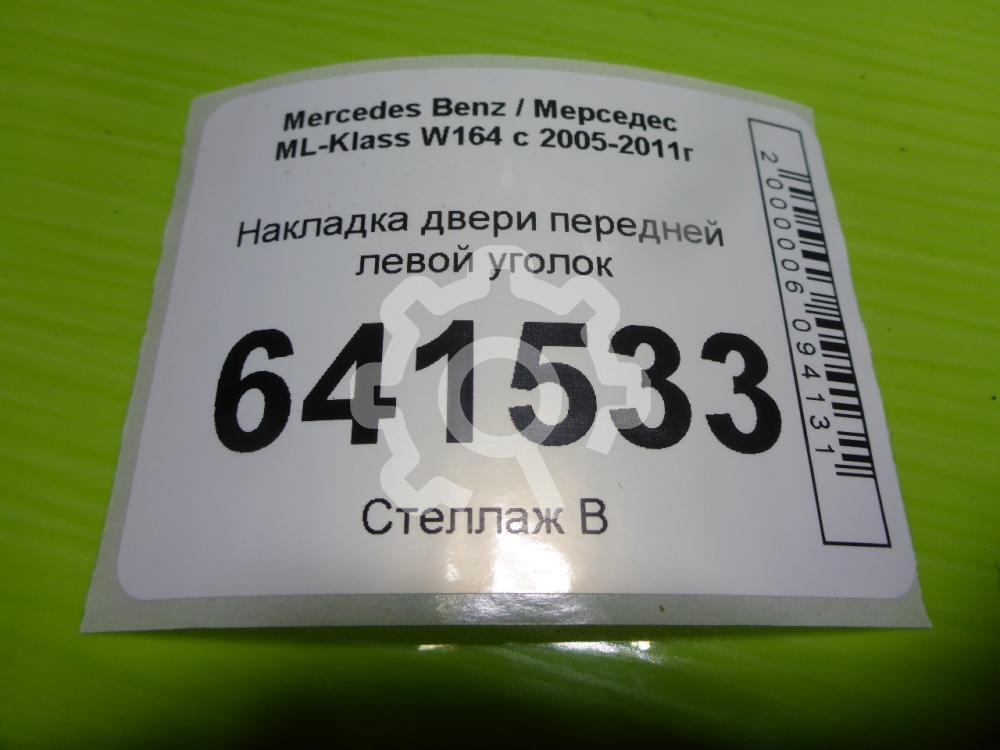 Mercedes Benz / Мерседес
ML-Klass W164 с 2005-2011г
Накладка двери передней
левой уголок
641533
Стеллаж В
2000006094131